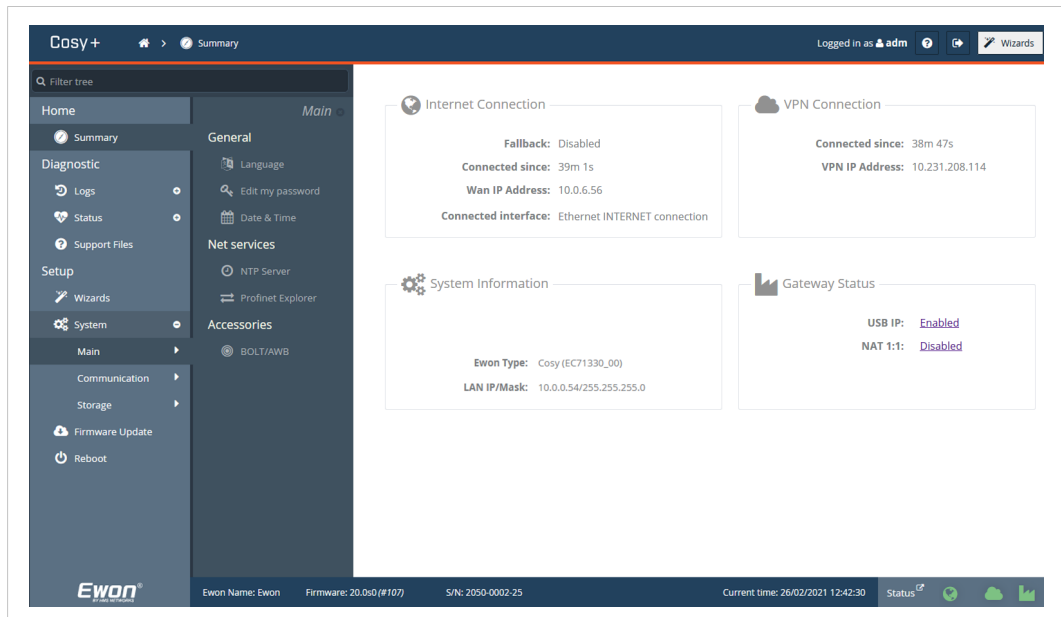 Cosy+
Summary
Logged in as adm
Wizards
Filter tree
Home
Summary
Diagnostic
Logs
Status
Support Files
Setup
Wizards
System
Main
Communication
Storage
Firmware Update
Reboot
Main
General
Language
Edit my password
Date & Time
Net services
NTP Server
Profinet Explorer
Accessories
BOLT/AWB
Internet Connection
Fallback: Disabled
Connected since: 39m 1s
Wan IP Address: 10.0.6.56
Connected interface: Ethernet INTERNET connection
VPN Connection
Connected since: 38m 47s
VPN IP Address: 10.231.208.114
System Information
Ewon Type: Cosy (EC71330_00)
LAN IP/Mask: 10.0.0.54/255.255.255.0
Gateway Status
USB IP: Enabled
NAT 1:1: Disabled
Ewon®
BY HMS NETWORKS
Ewon Name: Ewon Firmware: 20.0s0 (#107) S/N: 2050-0002-25 Current time: 26/02/2021 12:42:30 Status